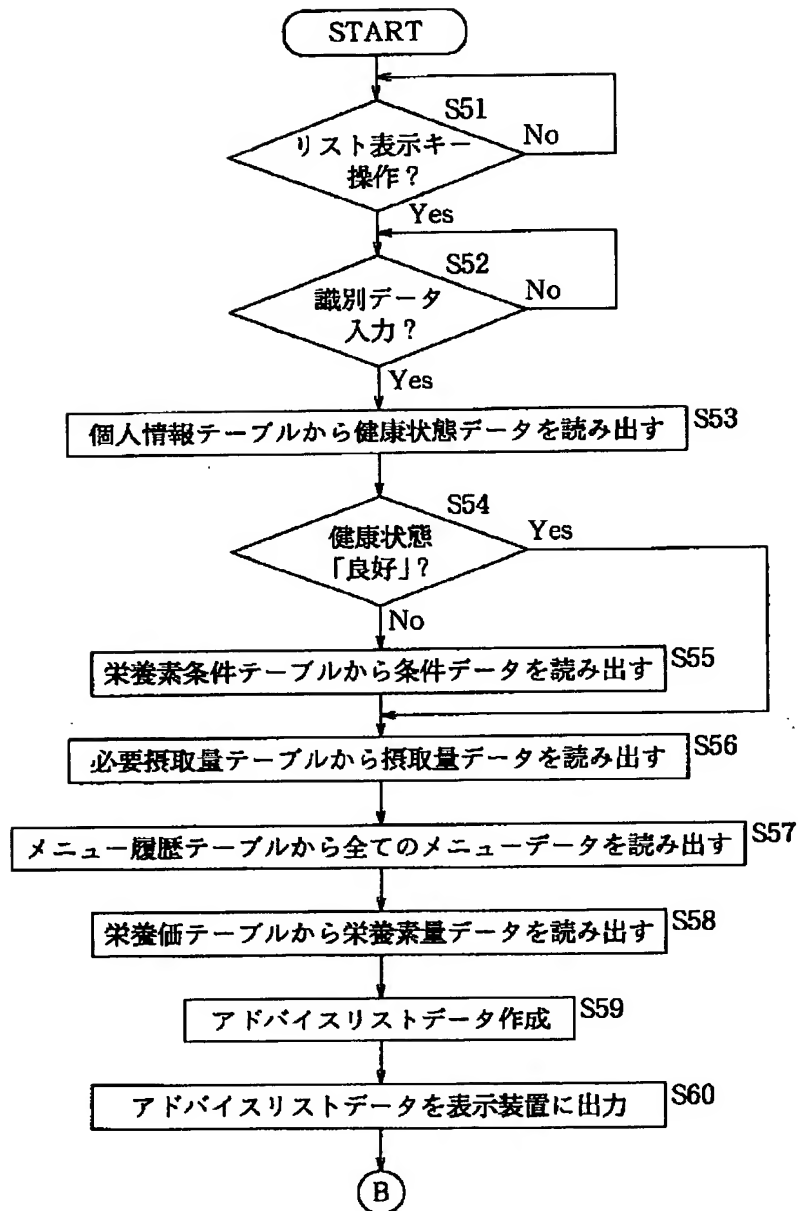 START
S51
リスト表示キー
操作?
No
Yes
S52
識別データ
入力?
No
Yes
個人情報テーブルから健康状態データを読み出す
S53
S54
健康状態
「良好」?
Yes
No
栄養素条件テーブルから条件データを読み出す
S55
必要摂取量テーブルから摂取量データを読み出す
S56
メニュー履歴テーブルから全てのメニューデータを読み出す
S57
栄養価テーブルから栄養素量データを読み出す
S58
アドバイスリストデータ作成
S59
アドバイスリストデータを表示装置に出力
S60
B